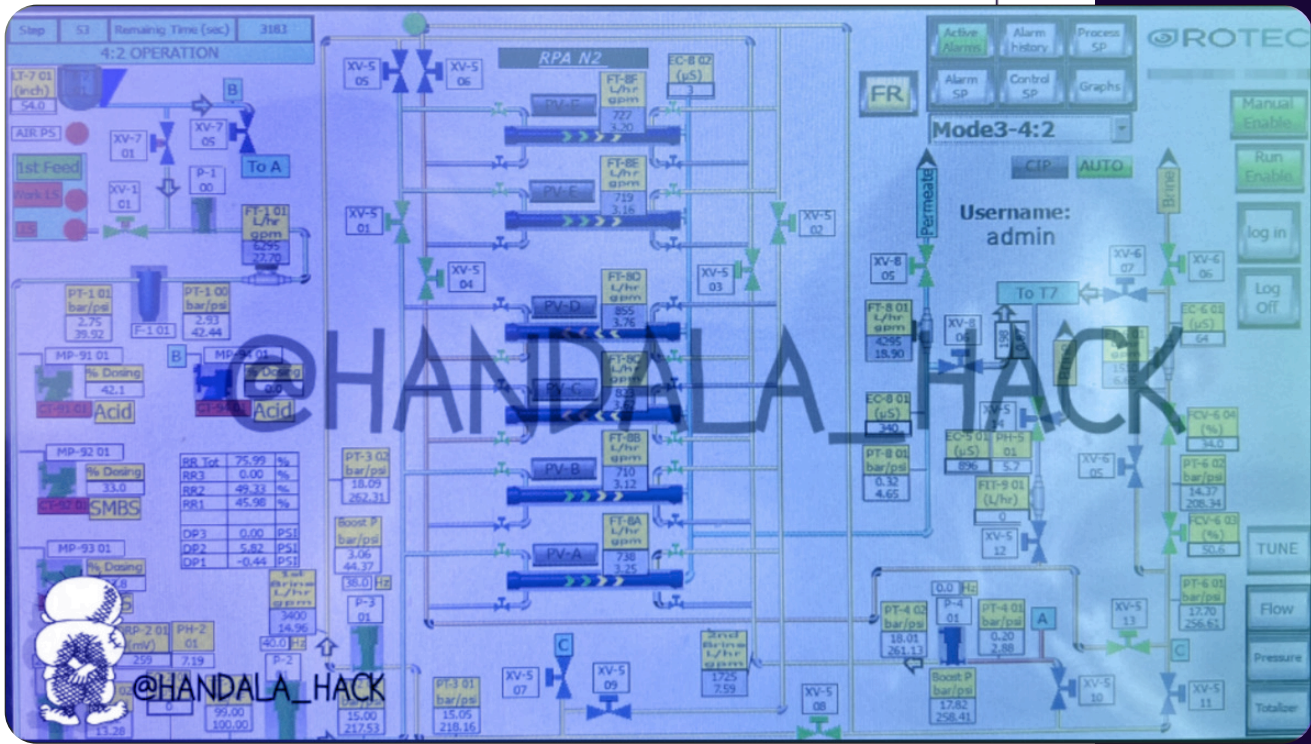 Step 53 Remainig Time (sec) 3183
4:2 OPERATION
RPA N2
Active Alarms
Alarm history
Process SP
Alarm SP
Control SP
Graphs
FR
Mode3-4:2
CIP AUTO
Username:
admin
Manual Enable
Run Enable
log in
Log Off
TUNE
Flow
Pressure
Totalizer
LT-7 01
(inch)
54.0
AIR PS
1st Feed
B
To A
XV-7 01
XV-7 05
XV-1 01
P-1 00
FT-1 01
L/hr
gpm
6295
22.70
PT-1 01
bar/psi
2.75
39.92
F-1 01
PT-1 00
bar/psi
2.93
42.44
MP-91 01
% Dosing
42.1
Acid
B
MP-94 01
% Dosing
0.0
Acid
MP-92 01
% Dosing
33.0
SMBS
MP-93 01
% Dosing
RR Tot 75.99 %
RR3 0.00 %
RR2 49.33 %
RR1 45.98 %
DP3 0.00 PSI
DP2 5.82 PSI
DP1 -0.44 PSI
PH-2 01
259
7.19
99.00
100.00
13.28
1st Brine
L/hr
gpm
3400
14.96
40.0 Hz
P-2
PT-3 02
bar/psi
18.09
262.31
Boost P
bar/psi
3.06
44.37
38.0 Hz
P-3 01
bar/psi
15.00
217.53
PT-3 01
bar/psi
15.05
218.16
XV-5 05
XV-5 06
XV-5 01
XV-5 04
XV-5 02
XV-5 03
EC-8 02
(µS)
3
PV-F
FT-8F
L/hr
gpm
727
3.20
PV-E
FT-8E
L/hr
gpm
719
3.16
PV-D
FT-8D
L/hr
gpm
855
3.76
PV-C
PV-B
FT-8B
L/hr
gpm
710
3.12
PV-A
FT-8A
L/hr
gpm
738
3.25
C
XV-5 07
XV-5 09
2nd Brine
L/hr
gpm
1725
7.59
XV-5 08
Permeate
Brine
XV-8 05
FT-8 01
L/hr
gpm
4295
18.90
EC-8 01
(µS)
340
PT-8 01
bar/psi
0.32
4.65
To T7
XV-8 06
XV-6 07
XV-6 06
EC-6 01
(µS)
64
EC-5 01
(µS)
896
PH-5 01
5.7
FIT-9 01
(L/hr)
0
XV-5 12
XV-6 05
FCV-6 04
(%)
34.0
PT-6 02
bar/psi
14.37
208.34
FCV-6 03
(%)
50.6
PT-6 01
bar/psi
17.70
256.61
PT-4 02
bar/psi
18.01
261.13
0.0 Hz
P-4 01
PT-4 01
bar/psi
0.20
2.88
A
Boost P
bar/psi
17.82
258.41
XV-5 13
C
XV-5 10
XV-5 11
@HANDALA_HACK
@HANDALA_HACK